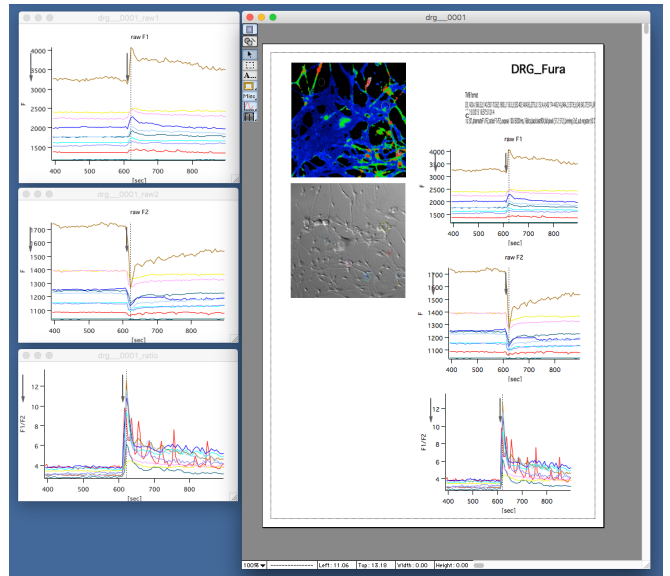 drg___0001_raw1
raw F1
4000
3500
3000
2500
2000
1500
400 500 600 700 800
[sec]
drg___0001_raw2
raw F2
1700
1600
1500
1400
1300
1200
1100
400 500 600 700 800
[sec]
drg___0001_ratio
12
10
8
6
4
F1/F2
400 500 600 700 800
[sec]
drg___0001
A...
Misc
DRG_Fura
raw F1
4000
3500
3000
2500
2000
1500
F
400 500 600 700 800
[sec]
raw F2
1700
1600
1500
1400
1300
1200
1100
F
400 500 600 700 800
[sec]
12
10
8
6
4
F1/F2
400 500 600 700 800
[sec]
100% Left: 11.06 Top: 13.18 Width: 0.00 Height: 0.00